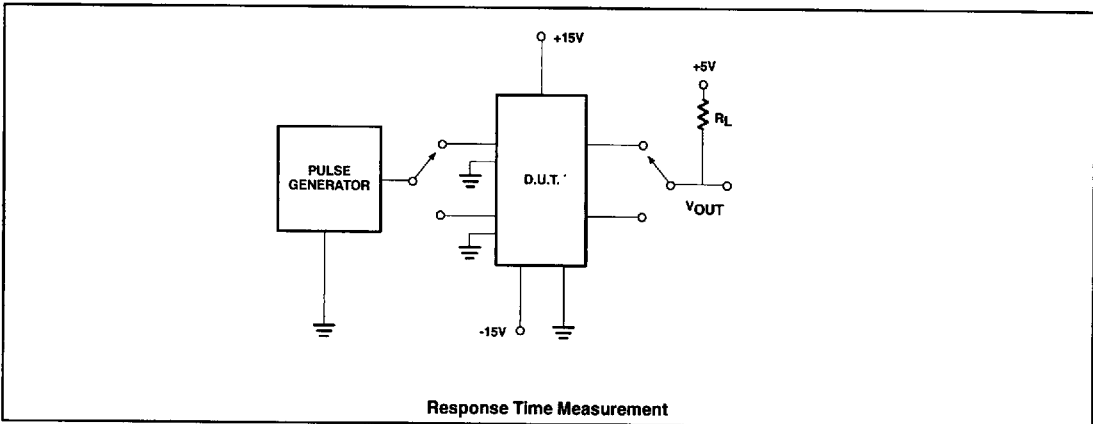 +15V
+5V
RL
PULSE
GENERATOR
D.U.T.
VOUT
-15V
Response Time Measurement